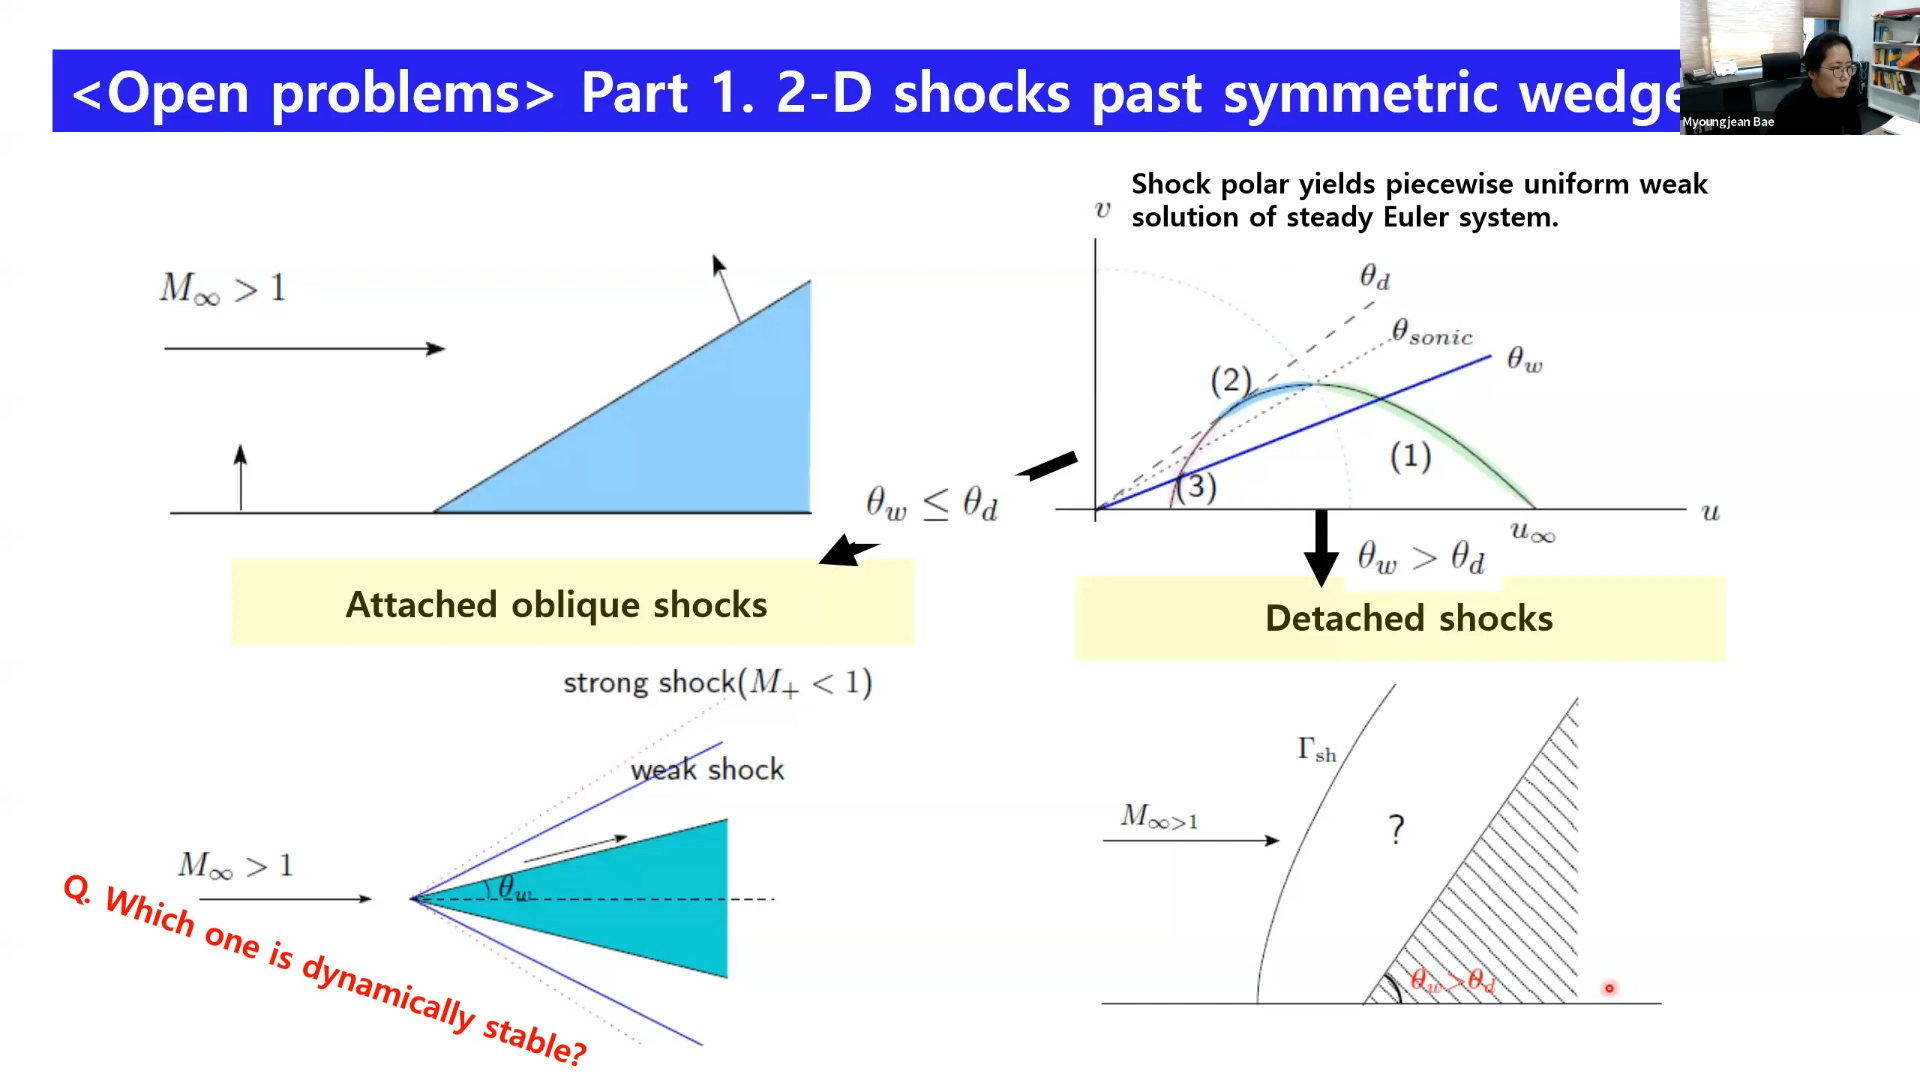 <Open problems> Part 1. 2-D shocks past symmetric wedge
Myoungjean Bae
Shock polar yields piecewise uniform weak
solution of steady Euler system.
v
θ_d
θ_sonic
θ_w
(2)
(1)
(3)
u
u_∞
M_∞ > 1
θ_w ≤ θ_d
θ_w > θ_d
Attached oblique shocks
Detached shocks
strong shock(M_+ < 1)
weak shock
M_∞ > 1
θ_w
Q. Which one is dynamically stable?
Γ_sh
M_∞>1
?
θ_w>θ_d